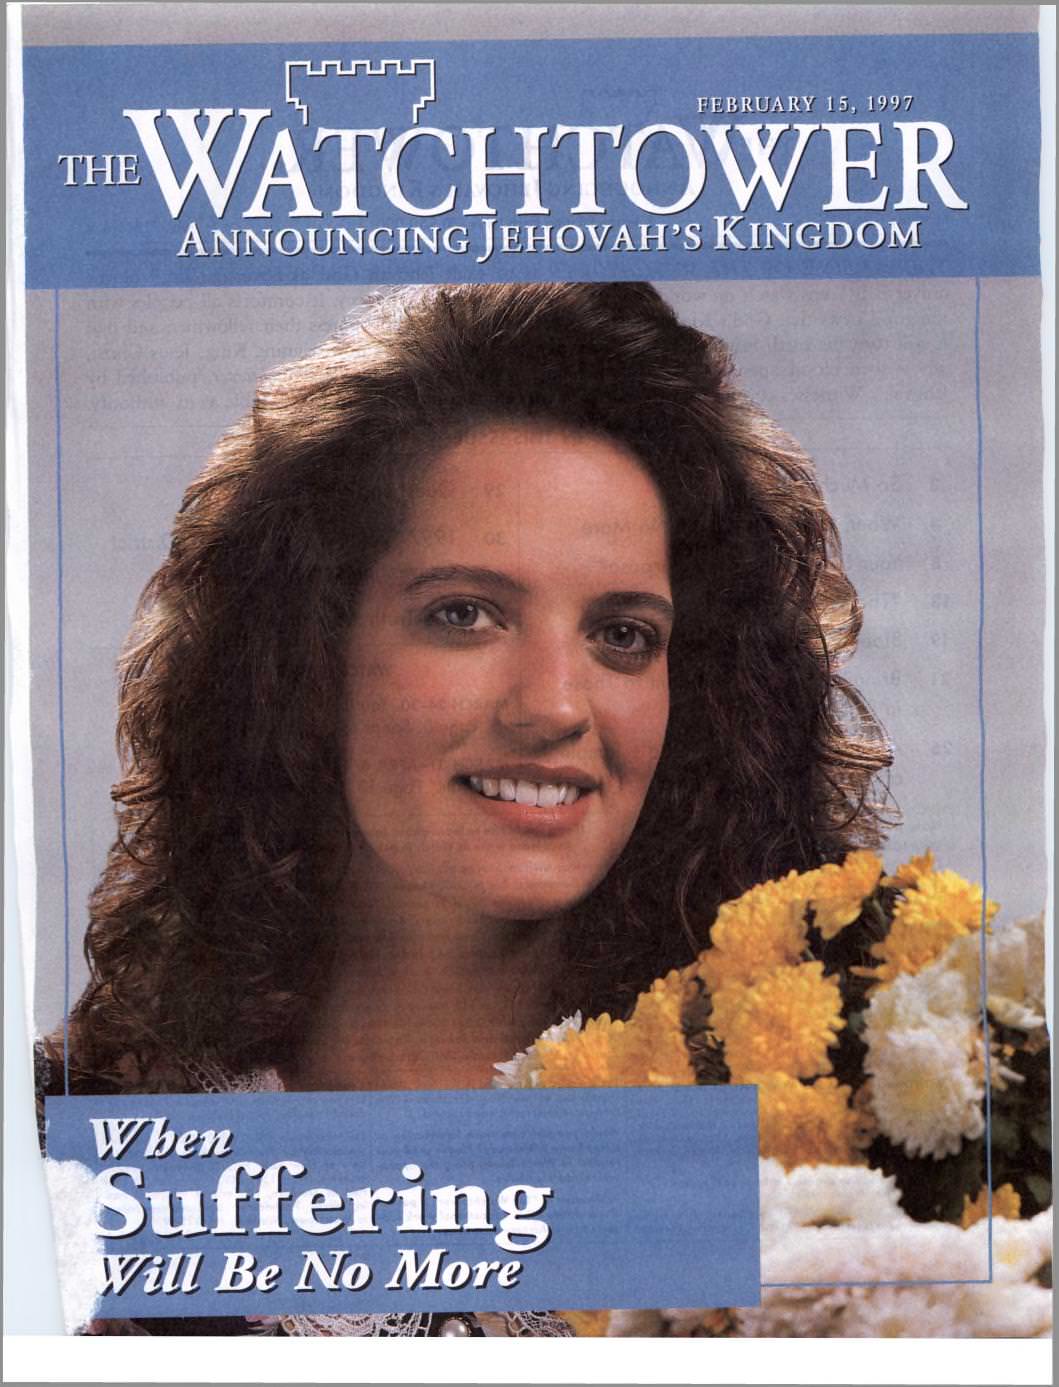 FEBRUARY 15, 1997
THE WATCHTOWER
ANNOUNCING JEHOVAH'S KINGDOM
When
Suffering
Will Be No More